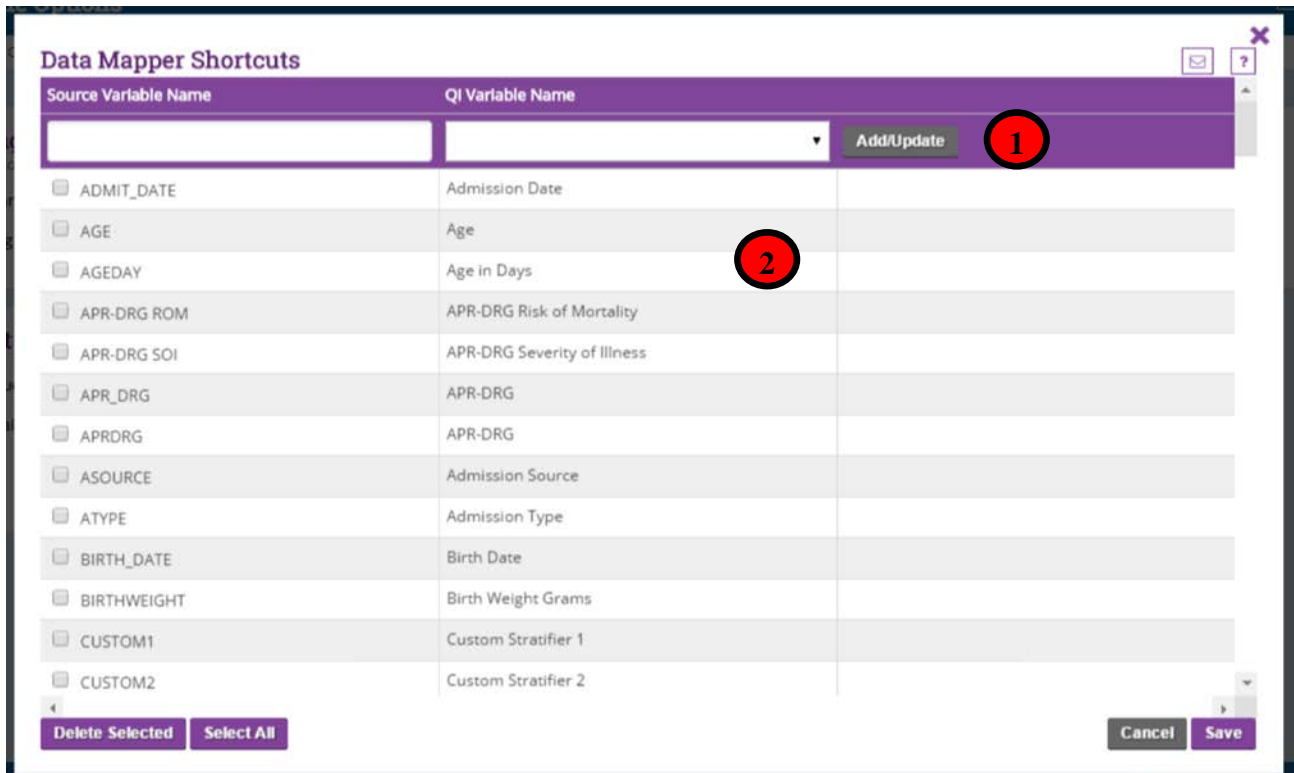 Data Mapper Shortcuts
?
Source Variable Name QI Variable Name
Add/Update 1
ADMIT_DATE Admission Date
AGE Age
2
AGEDAY Age in Days
APR-DRG ROM APR-DRG Risk of Mortality
APR-DRG SOI APR-DRG Severity of Illness
APR_DRG APR-DRG
APRDRG APR-DRG
ASOURCE Admission Source
ATYPE Admission Type
BIRTH_DATE Birth Date
BIRTHWEIGHT Birth Weight Grams
CUSTOM1 Custom Stratifier 1
CUSTOM2 Custom Stratifier 2
Delete Selected Select All Cancel Save